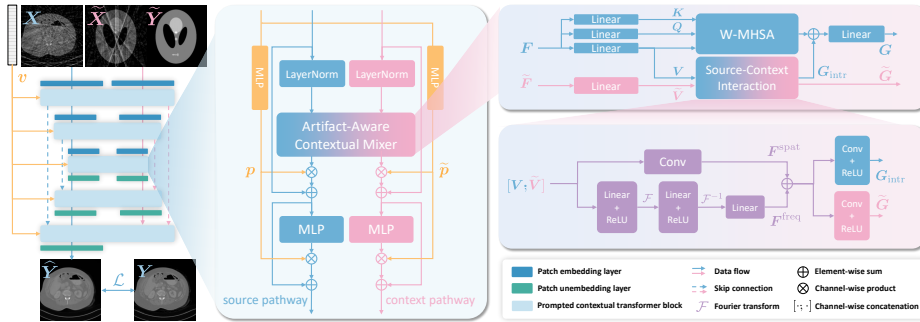 X X̃ Ỹ
v
Ŷ ℒ Y
MLP MLP
LayerNorm LayerNorm
Artifact-Aware
Contextual Mixer
p p̃
MLP MLP
source pathway context pathway
F Linear K
Linear Q
Linear
W-MHSA
Linear G
F̃ Linear V Ṽ
Source-Context
Interaction
G_intr G̃
[V; Ṽ]
Conv F^spat
Linear
+
ReLU
ℱ
Linear
+
ReLU
ℱ⁻¹
Linear
F^freq
Conv
+
ReLU
G_intr
Conv
+
ReLU
G̃
Patch embedding layer
Patch unembedding layer
Prompted contextual transformer block
Data flow
Skip connection
ℱ Fourier transform
⊕ Element-wise sum
⊗ Channel-wise product
[·;·] Channel-wise concatenation